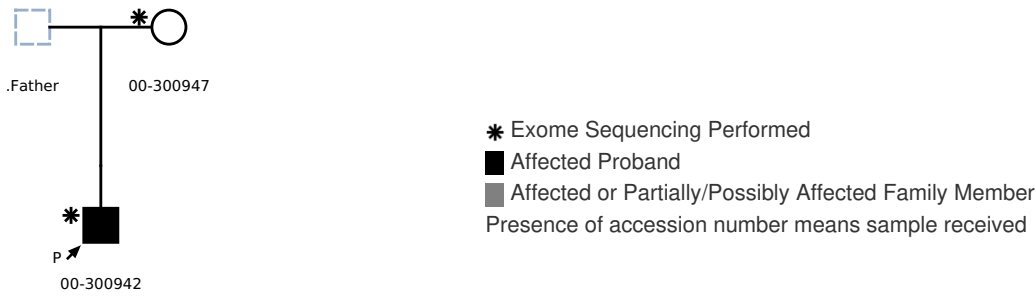 .Father
00-300947
✱ Exome Sequencing Performed
Affected Proband
Affected or Partially/Possibly Affected Family Member
Presence of accession number means sample received
P
00-300942